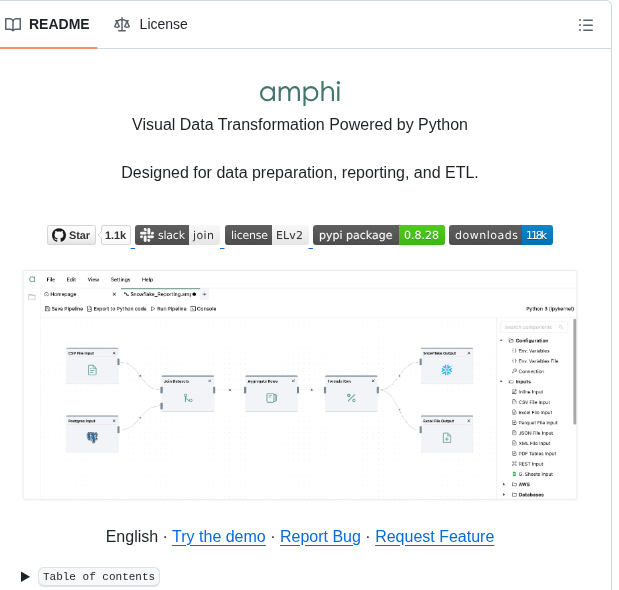 README License
amphi
Visual Data Transformation Powered by Python
Designed for data preparation, reporting, and ETL.
Star 1.1k slack join license ELv2 pypi package 0.8.28 downloads 118k
File Edit View Settings Help
Homepage × Snowflake_Reporting.amp +
Save Pipeline Export to Python code Run Pipeline Console Python 3 (ipykernel)
Search components
Configuration
Env. Variables
Env. Variables File
Connection
Inputs
Inline Input
CSV File Input
Excel File Input
Parquet File Input
JSON File Input
XML File Input
PDF Tables Input
REST Input
G. Sheets Input
AWS
Databases
CSV File Input
Snowflake Output
Join Datasets
Postgres Input
Excel File Output
English · Try the demo · Report Bug · Request Feature
Table of contents